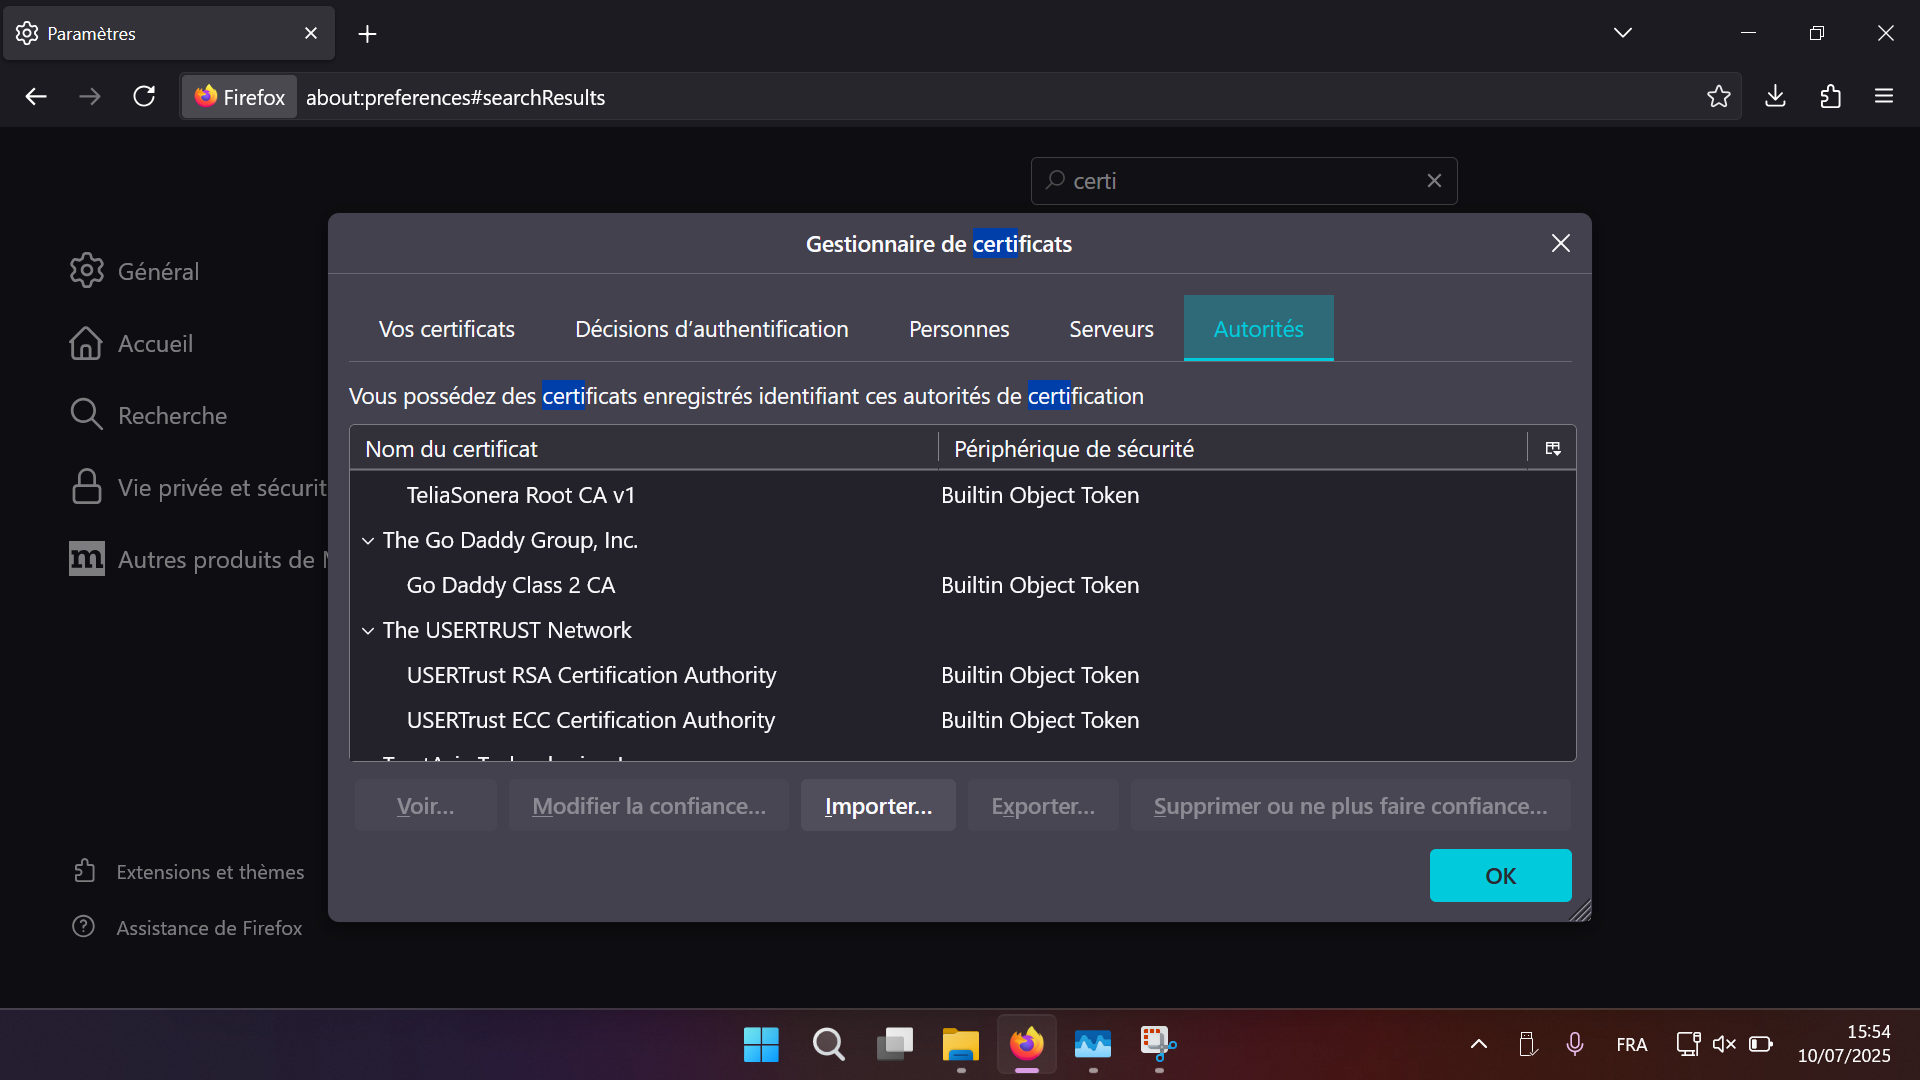 Paramètres
Firefox
about:preferences#searchResults
certi
Gestionnaire de certificats
Général
Accueil
Recherche
Vie privée et sécurit
Autres produits de M
Vos certificats
Décisions d’authentification
Personnes
Serveurs
Autorités
Vous possédez des certificats enregistrés identifiant ces autorités de certification
Nom du certificat
Périphérique de sécurité
TeliaSonera Root CA v1
Builtin Object Token
The Go Daddy Group, Inc.
Go Daddy Class 2 CA
Builtin Object Token
The USERTRUST Network
USERTrust RSA Certification Authority
Builtin Object Token
USERTrust ECC Certification Authority
Builtin Object Token
Voir...
Modifier la confiance...
Importer...
Exporter...
Supprimer ou ne plus faire confiance...
OK
Extensions et thèmes
Assistance de Firefox
FRA
15:54
10/07/2025